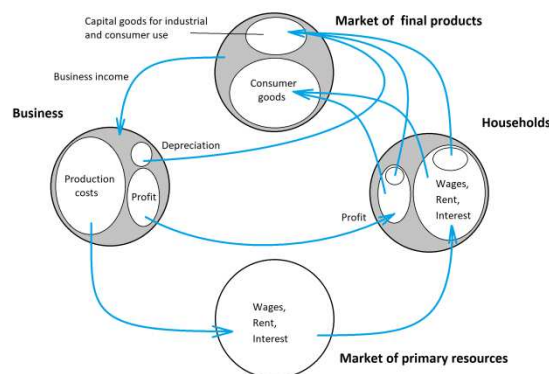 Capital goods for industrial
and consumer use
Market of final products
Business income
Consumer
goods
Business
Households
Depreciation
Production
costs
Profit
Wages,
Rent,
Interest
Profit
Wages,
Rent,
Interest
Market of primary resources